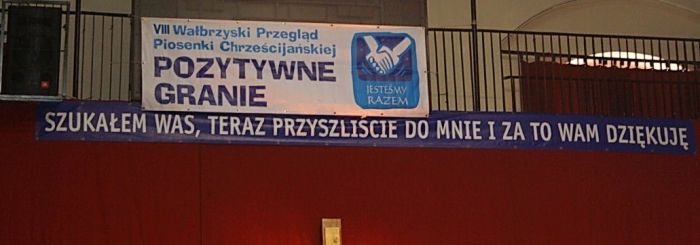 VIII Wałbrzyski Przegląd
Piosenki Chrześcijańskiej
POZYTYWNE
GRANIE
JESTEŚMY
RAZEM
SZUKAŁEM WAS, TERAZ PRZYSZLIŚCIE DO MNIE I ZA TO WAM DZIĘKUJĘ